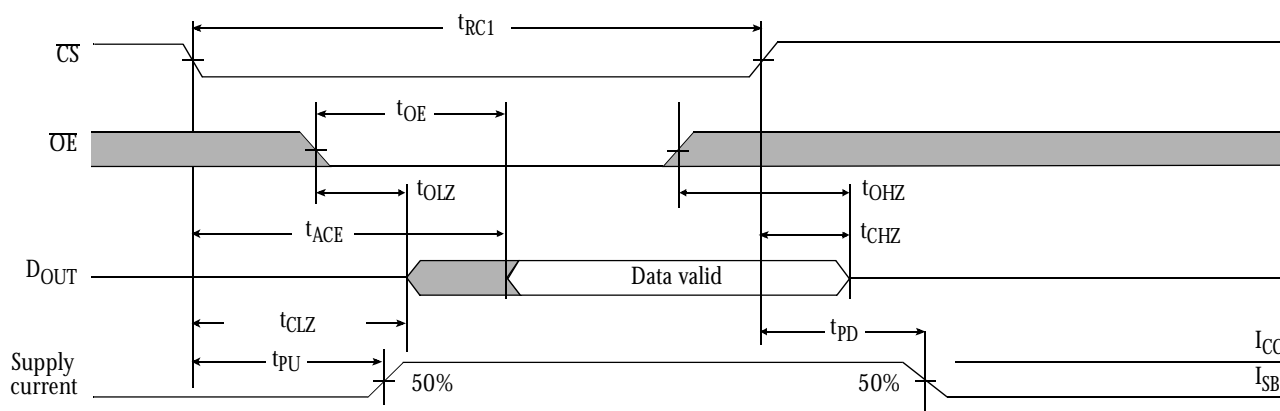 tRC1
CS
tOE
OE
tOLZ
tOHZ
tACE
tCHZ
DOUT
Data valid
tCLZ
tPD
Supply current
tPU
50%
50%
ICC
ISB